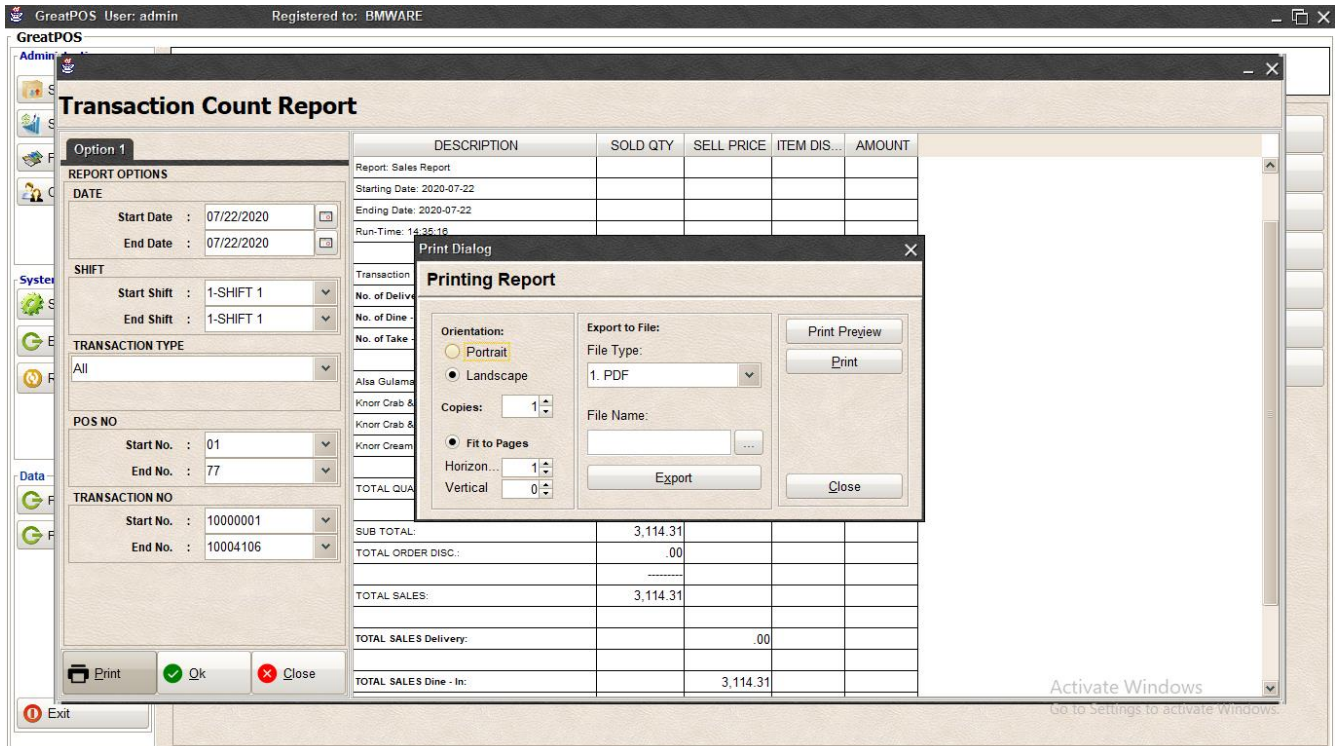 GreatPOS User: admin Registered to: BMWARE
GreatPOS
Admin
Transaction Count Report
Option 1
REPORT OPTIONS
DATE
Start Date : 07/22/2020
End Date : 07/22/2020
SHIFT
Start Shift : 1-SHIFT 1
End Shift : 1-SHIFT 1
TRANSACTION TYPE
All
POS NO
Start No. : 01
End No. : 77
TRANSACTION NO
Start No. : 10000001
End No. : 10004106
Print Ok Close
Data
Exit
DESCRIPTION SOLD QTY SELL PRICE ITEM DIS... AMOUNT
Report: Sales Report
Starting Date: 2020-07-22
Ending Date: 2020-07-22
Run-Time: 14:35:16
Transaction
No. of Delive
No. of Dine -
No. of Take -
Alsa Gulama
Knorr Crab &
Knorr Crab &
Knorr Cream
TOTAL QUA
SUB TOTAL: 3,114.31
TOTAL ORDER DISC.: .00
---------
TOTAL SALES: 3,114.31
TOTAL SALES Delivery: .00
TOTAL SALES Dine - In: 3,114.31
Print Dialog
Printing Report
Orientation:
Portrait
Landscape
Copies: 1
Fit to Pages
Horizon... 1
Vertical 0
Export to File:
File Type:
1. PDF
File Name:
...
Export
Print Preview
Print
Close
Activate Windows
Go to Settings to activate Windows.